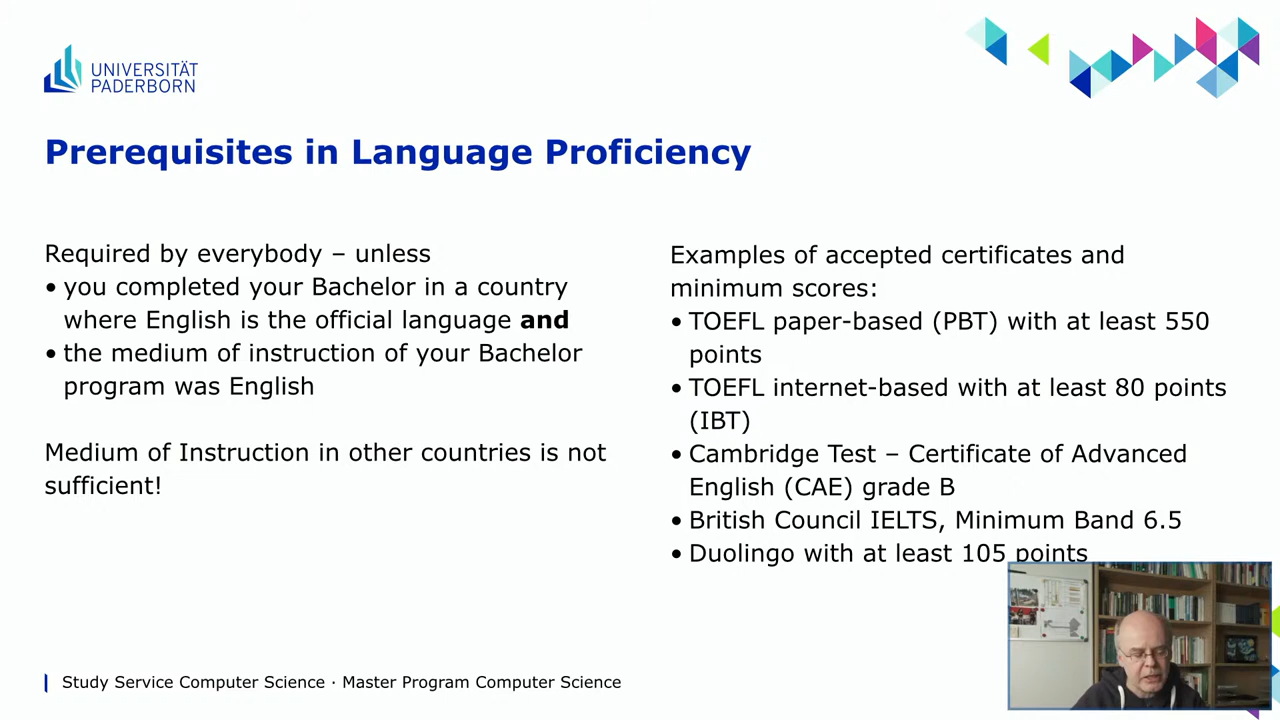 UNIVERSITÄT
PADERBORN
Prerequisites in Language Proficiency
Required by everybody – unless
• you completed your Bachelor in a country
where English is the official language and
• the medium of instruction of your Bachelor
program was English
Medium of Instruction in other countries is not
sufficient!
Examples of accepted certificates and
minimum scores:
• TOEFL paper-based (PBT) with at least 550
points
• TOEFL internet-based with at least 80 points
(IBT)
• Cambridge Test – Certificate of Advanced
English (CAE) grade B
• British Council IELTS, Minimum Band 6.5
• Duolingo with at least 105 points
Study Service Computer Science · Master Program Computer Science